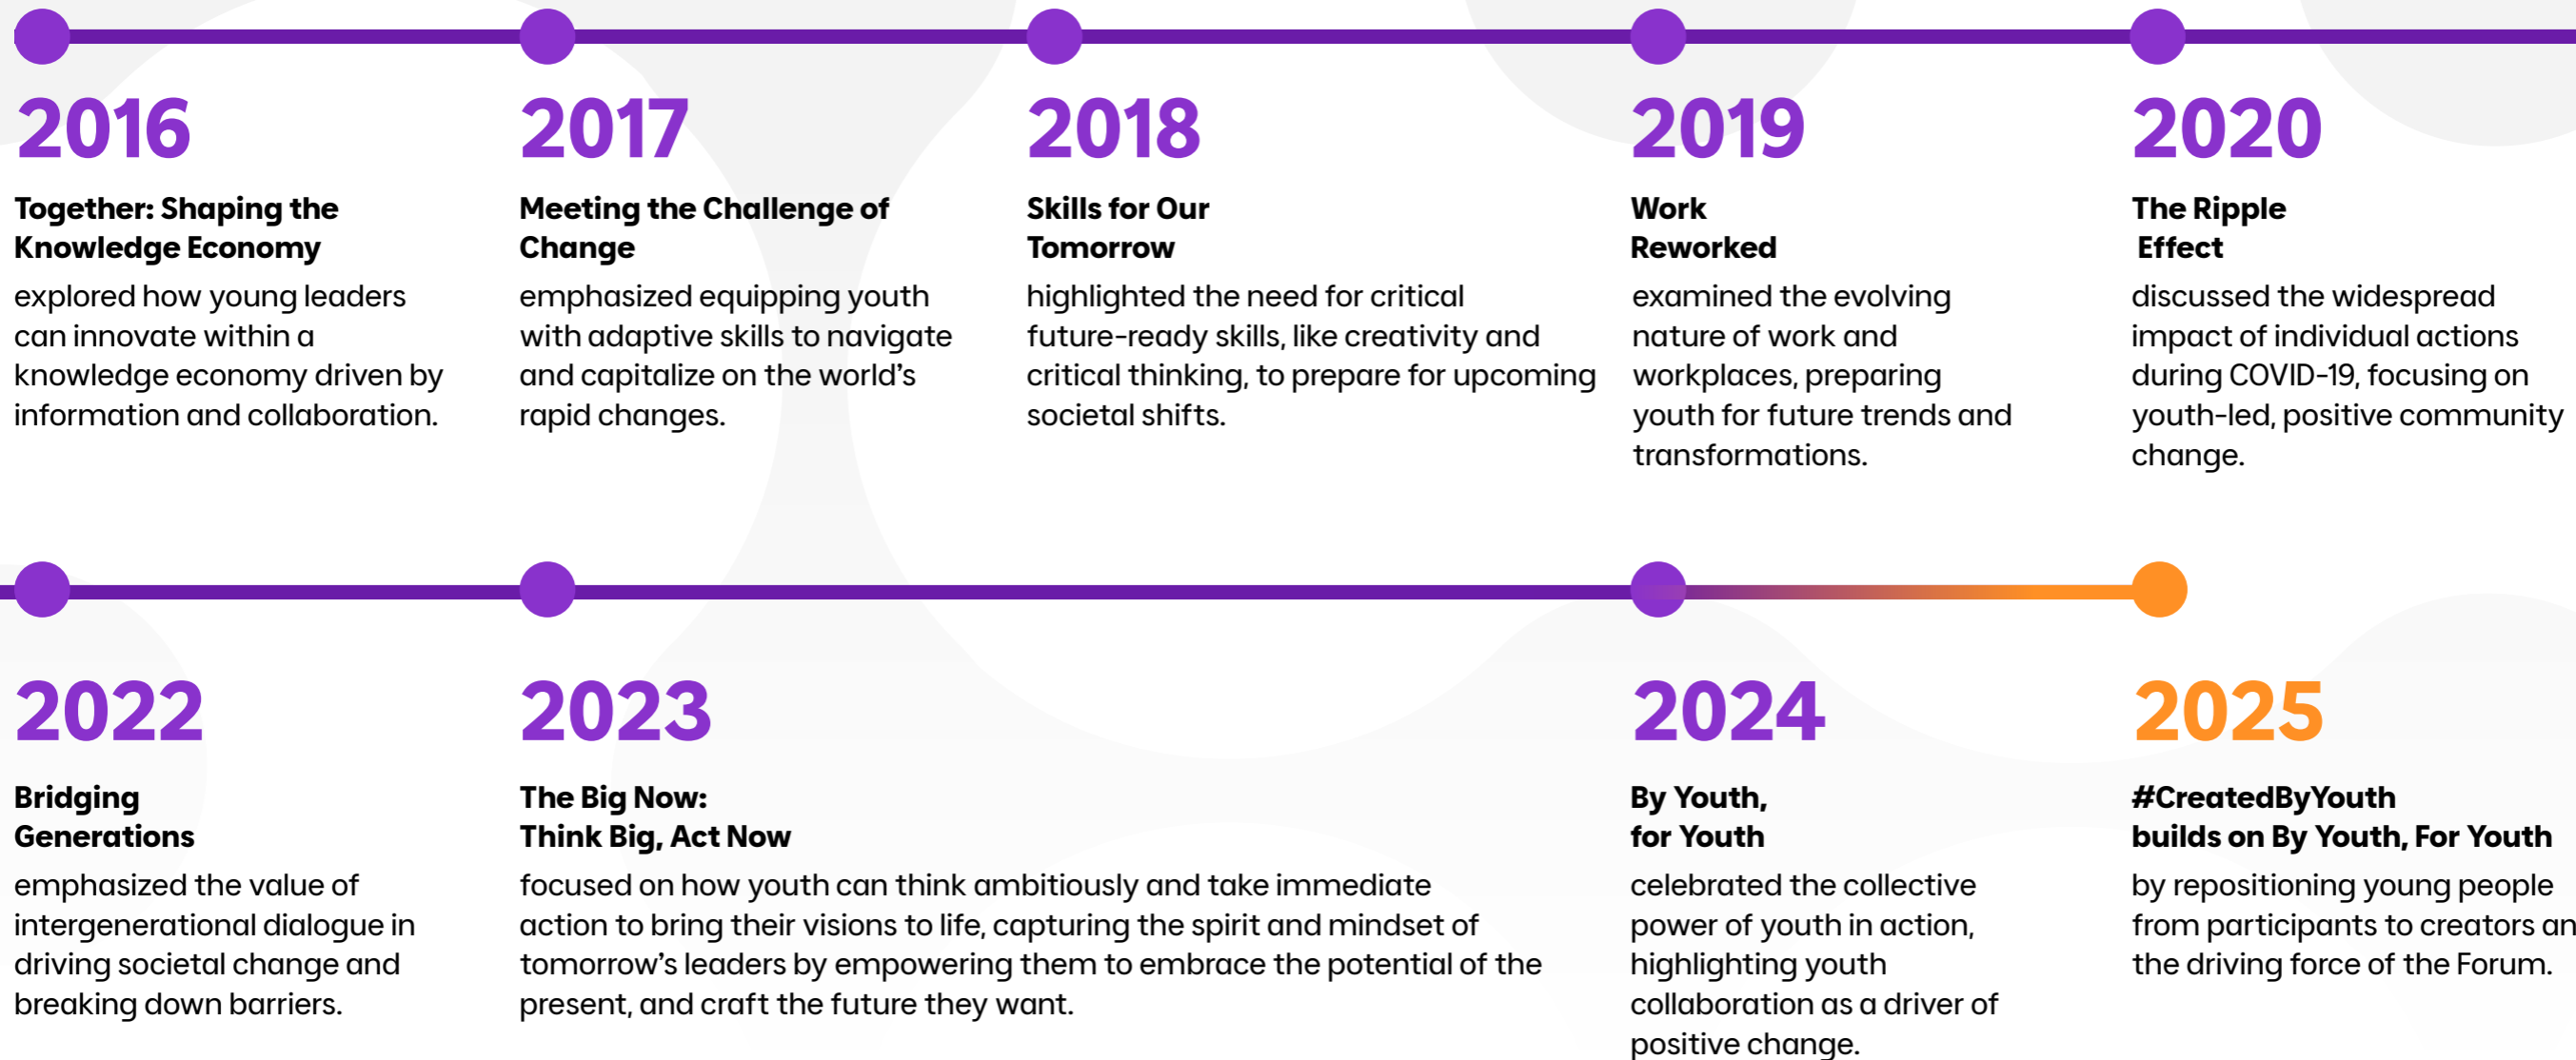 2016
Together: Shaping the
Knowledge Economy
explored how young leaders
can innovate within a
knowledge economy driven by
information and collaboration.
2017
Meeting the Challenge of
Change
emphasized equipping youth
with adaptive skills to navigate
and capitalize on the world’s
rapid changes.
2018
Skills for Our
Tomorrow
highlighted the need for critical
future-ready skills, like creativity and
critical thinking, to prepare for upcoming
societal shifts.
2019
Work
Reworked
examined the evolving
nature of work and
workplaces, preparing
youth for future trends and
transformations.
2020
The Ripple
Effect
discussed the widespread
impact of individual actions
during COVID-19, focusing on
youth-led, positive community
change.
2022
Bridging
Generations
emphasized the value of
intergenerational dialogue in
driving societal change and
breaking down barriers.
2023
The Big Now:
Think Big, Act Now
focused on how youth can think ambitiously and take immediate
action to bring their visions to life, capturing the spirit and mindset of
tomorrow’s leaders by empowering them to embrace the potential of the
present, and craft the future they want.
2024
By Youth,
for Youth
celebrated the collective
power of youth in action,
highlighting youth
collaboration as a driver of
positive change.
2025
#CreatedByYouth
builds on By Youth, For Youth
by repositioning young people
from participants to creators
the driving force of the Forum.